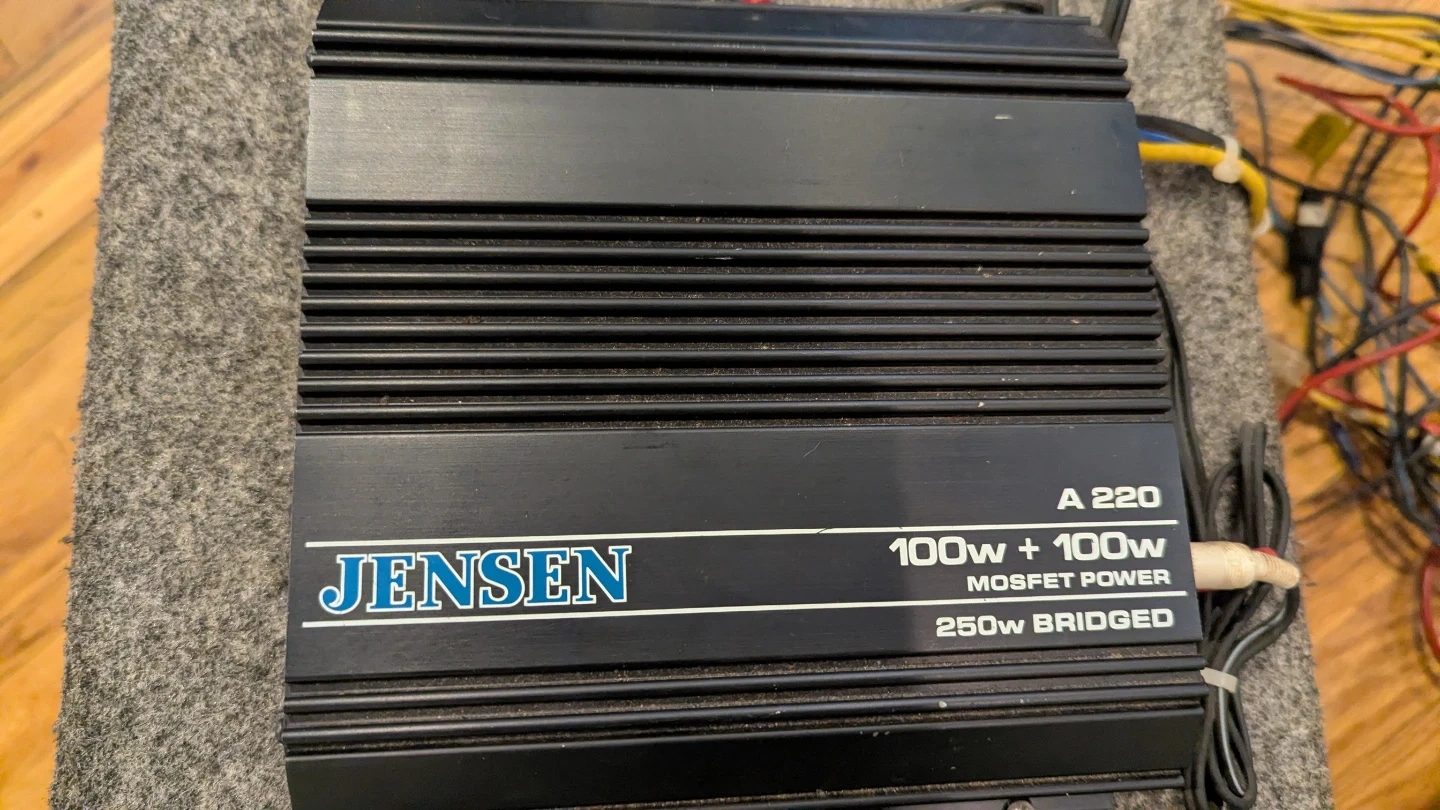 A 220
JENSEN
100w + 100w
MOSFET POWER
250w BRIDGED